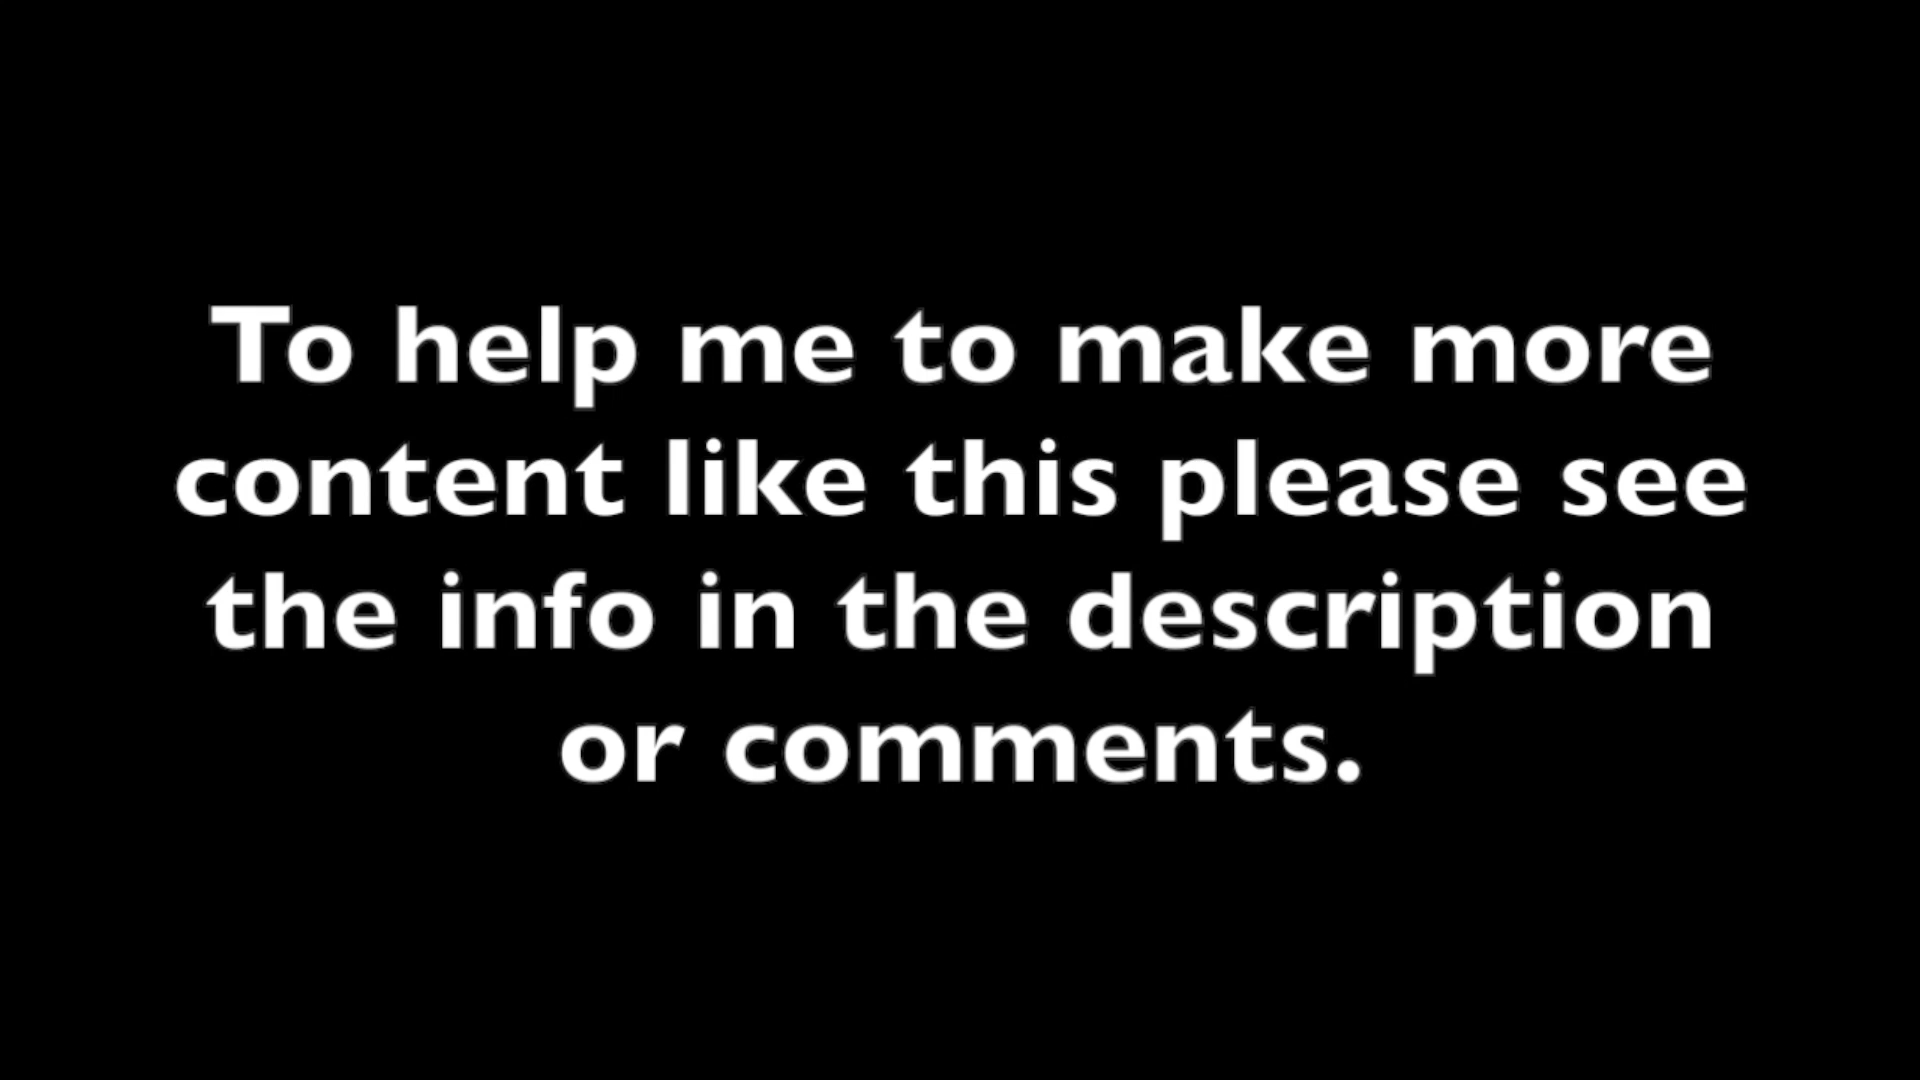 To help me to make more
content like this please see
the info in the description
or comments.